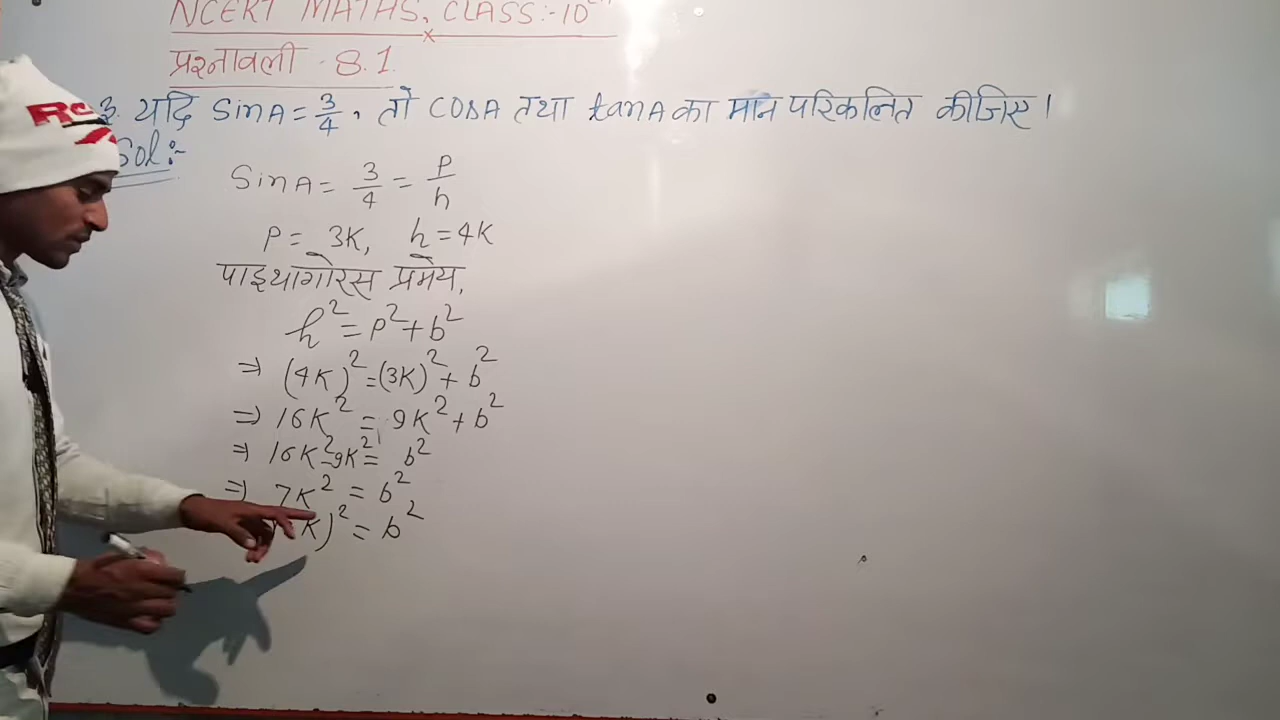 NCERT MATHS, CLASS:-10th
प्रश्नावली - 8.1
3. यदि SinA = 3/4, तो COSA तथा tanA का मान परिकलित कीजिए।
Sol:-
SinA = 3/4 = P/h
P = 3K, h = 4K
पाइथागोरस प्रमेय,
h² = P² + b²
⇒ (4K)² = (3K)² + b²
⇒ 16K² = 9K² + b²
⇒ 16K² - 9K² = b²
⇒ 7K² = b²
K)² = b²